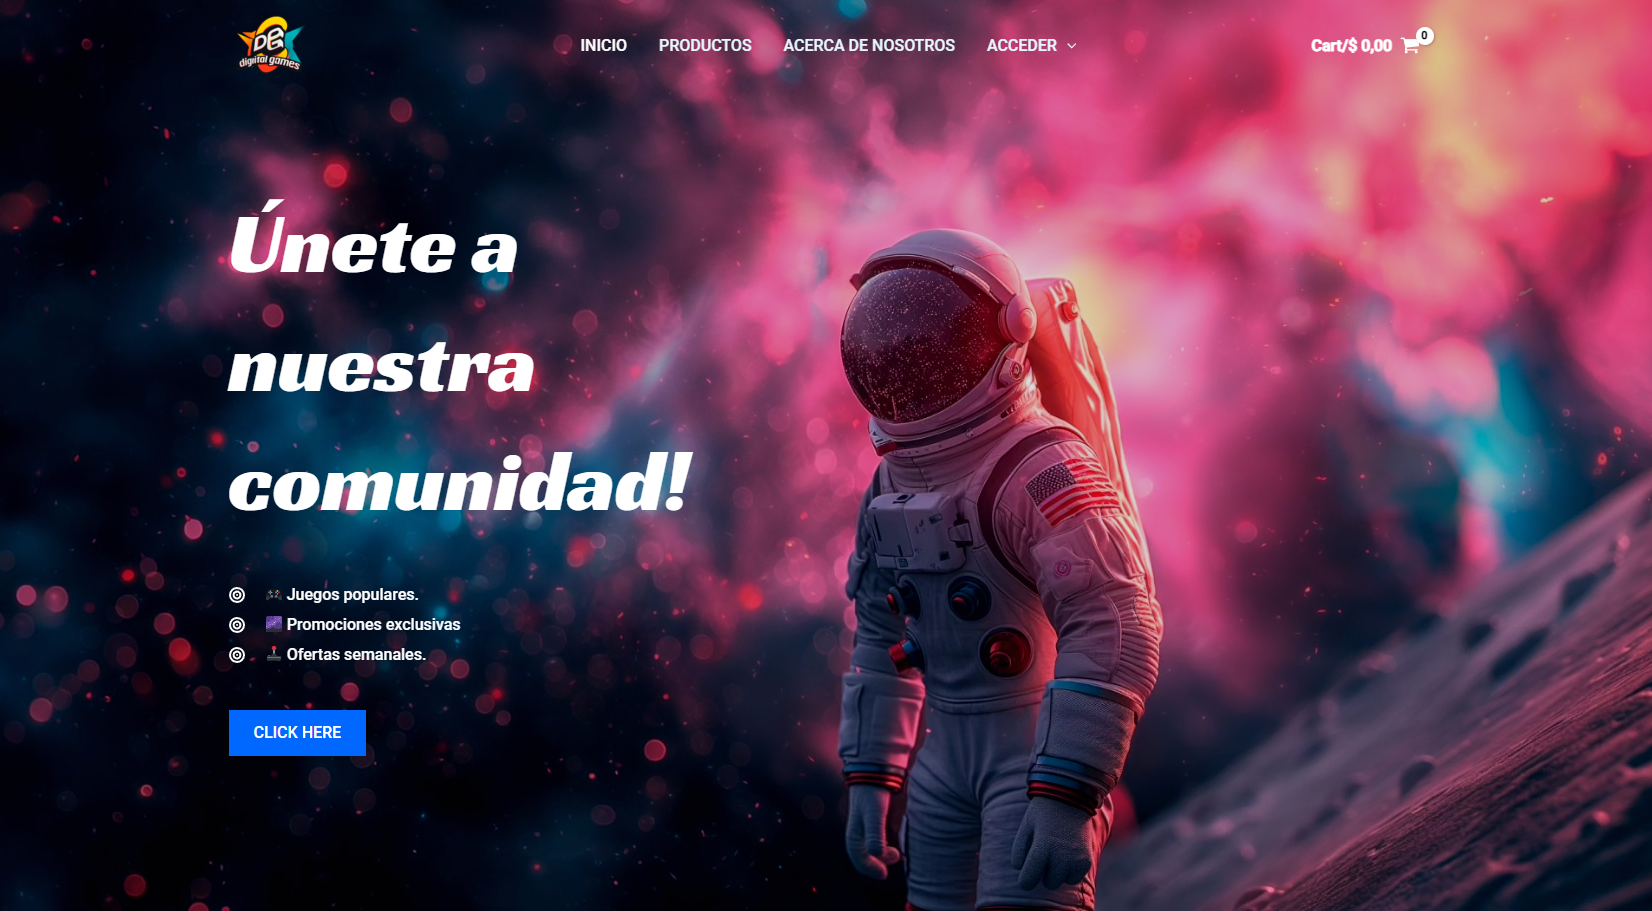 DG
digital games
INICIO PRODUCTOS ACERCA DE NOSOTROS ACCEDER Cart/$ 0,00 0
Únete a
nuestra
comunidad!
🎮 Juegos populares.
🌌 Promociones exclusivas
🕹️ Ofertas semanales.
CLICK HERE